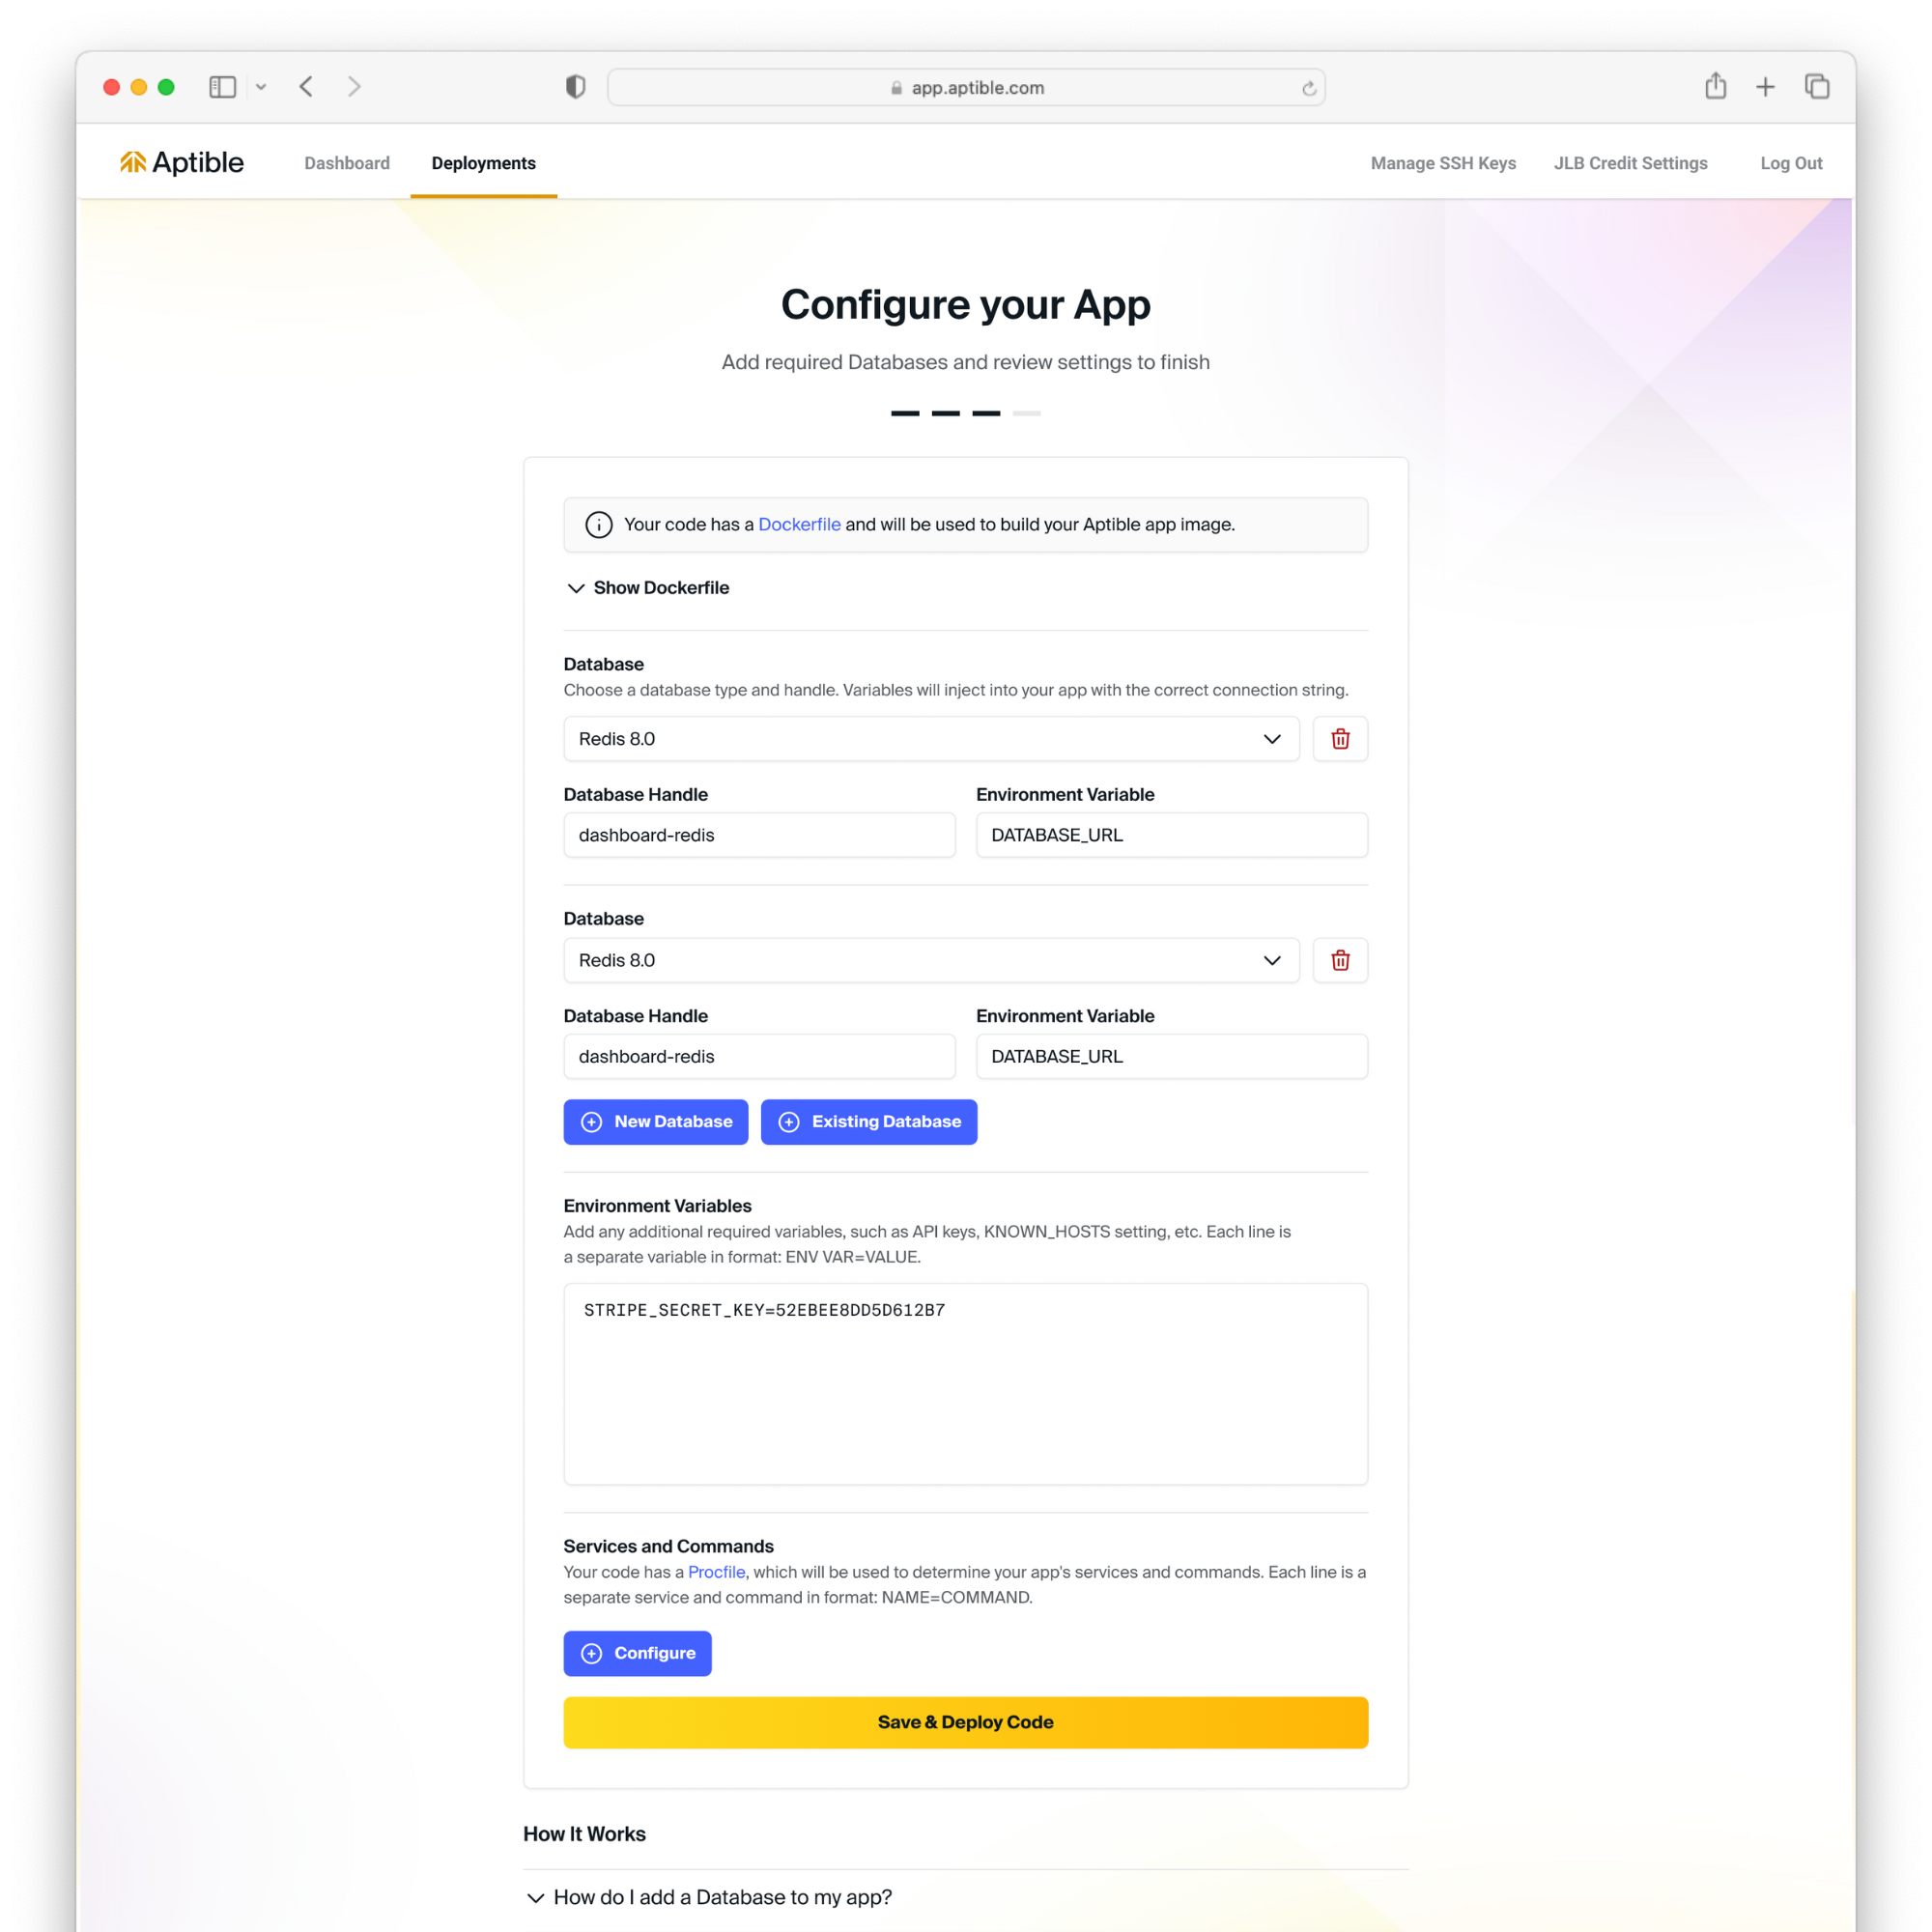 app.aptible.com
Aptible
Dashboard
Deployments
Manage SSH Keys
JLB Credit Settings
Log Out
Configure your App
Add required Databases and review settings to finish
Your code has a Dockerfile and will be used to build your Aptible app image.
Show Dockerfile
Database
Choose a database type and handle. Variables will inject into your app with the correct connection string.
Redis 8.0
Database Handle
Environment Variable
dashboard-redis
DATABASE_URL
Database
Redis 8.0
Database Handle
Environment Variable
dashboard-redis
DATABASE_URL
New Database
Existing Database
Environment Variables
Add any additional required variables, such as API keys, KNOWN_HOSTS setting, etc. Each line is
a separate variable in format: ENV VAR=VALUE.
STRIPE_SECRET_KEY=52EBEE8DD5D612B7
Services and Commands
Your code has a Procfile, which will be used to determine your app's services and commands. Each line is a
separate service and command in format: NAME=COMMAND.
Configure
Save & Deploy Code
How It Works
How do I add a Database to my app?